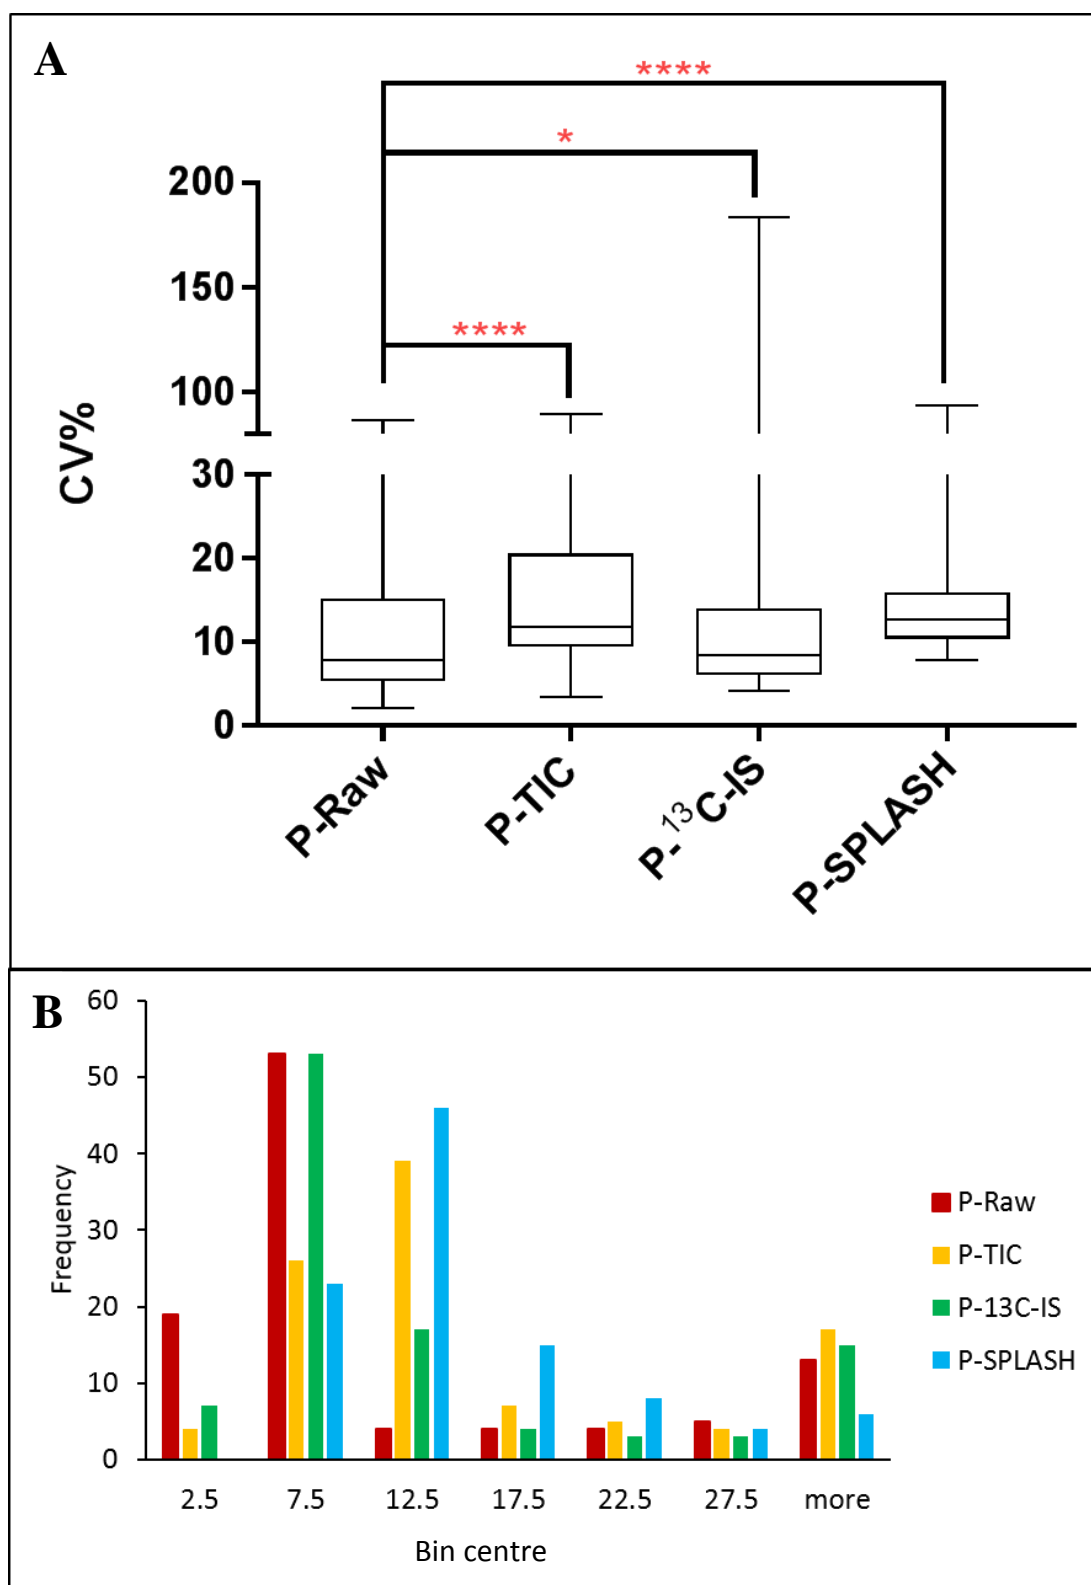 A
****
*
200
150
****
100
CV%
30
20
10
0
P-Raw
P-TIC
P-¹³C-IS
P-SPLASH
B
60
50
40
30
20
10
0
Frequency
2.5 7.5 12.5 17.5 22.5 27.5 more
Bin centre
P-Raw
P-TIC
P-13C-IS
P-SPLASH